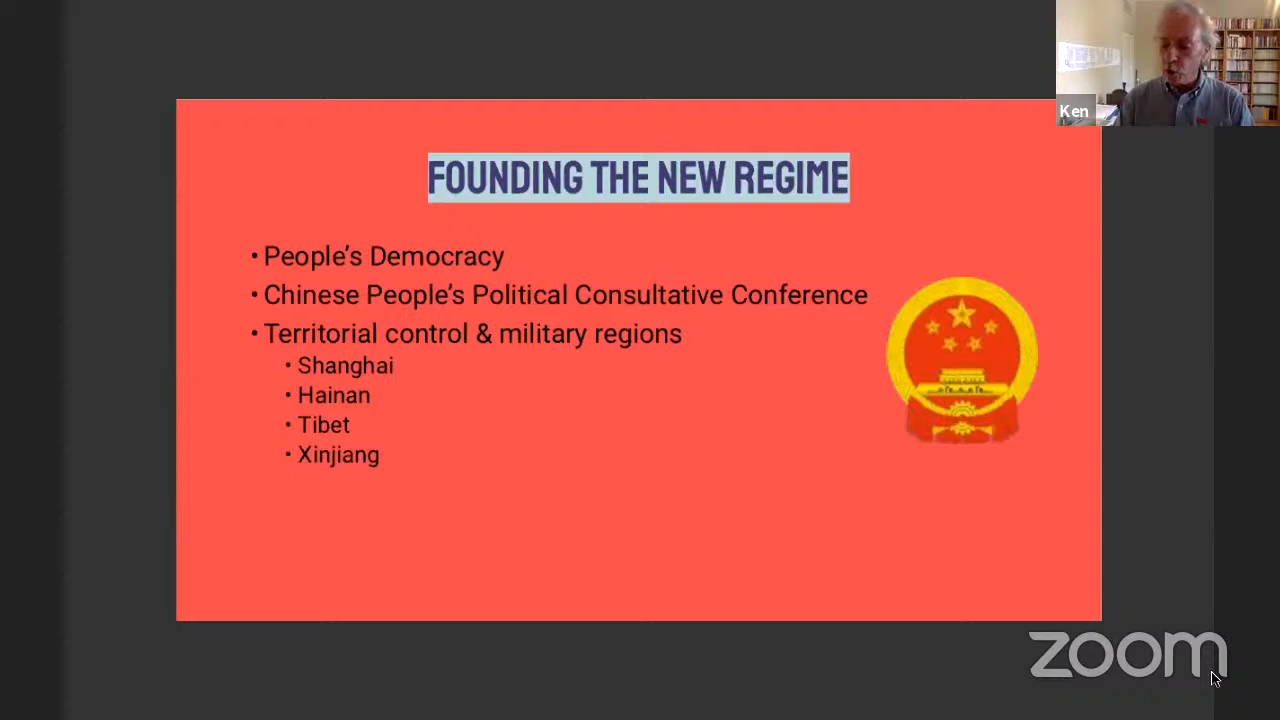 Ken
FOUNDING THE NEW REGIME
• People's Democracy
• Chinese People's Political Consultative Conference
• Territorial control & military regions
• Shanghai
• Hainan
• Tibet
• Xinjiang
zoom